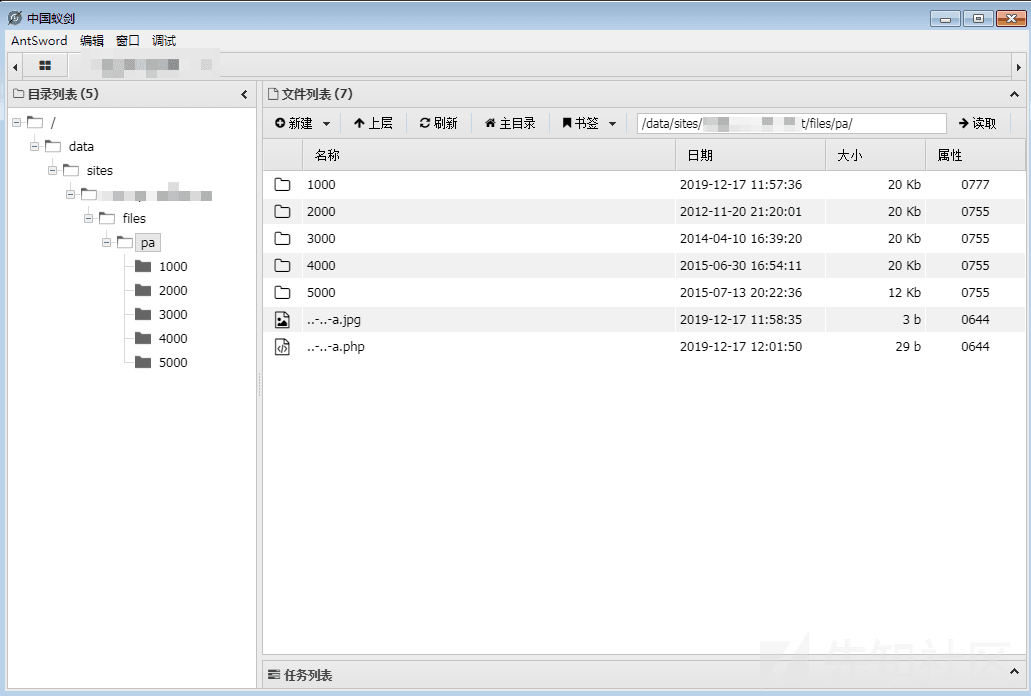 中国蚁剑
AntSword 编辑 窗口 调试
目录列表 (5)
/
data
sites
files
pa
1000
2000
3000
4000
5000
文件列表 (7)
新建 上层 刷新 主目录 书签 /data/sites/ t/files/pa/ 读取
名称 日期 大小 属性
1000 2019-12-17 11:57:36 20 Kb 0777
2000 2012-11-20 21:20:01 20 Kb 0755
3000 2014-04-10 16:39:20 20 Kb 0755
4000 2015-06-30 16:54:11 20 Kb 0755
5000 2015-07-13 20:22:36 12 Kb 0755
..-..-a.jpg 2019-12-17 11:58:35 3 b 0644
..-..-a.php 2019-12-17 12:01:50 29 b 0644
任务列表
先知社区